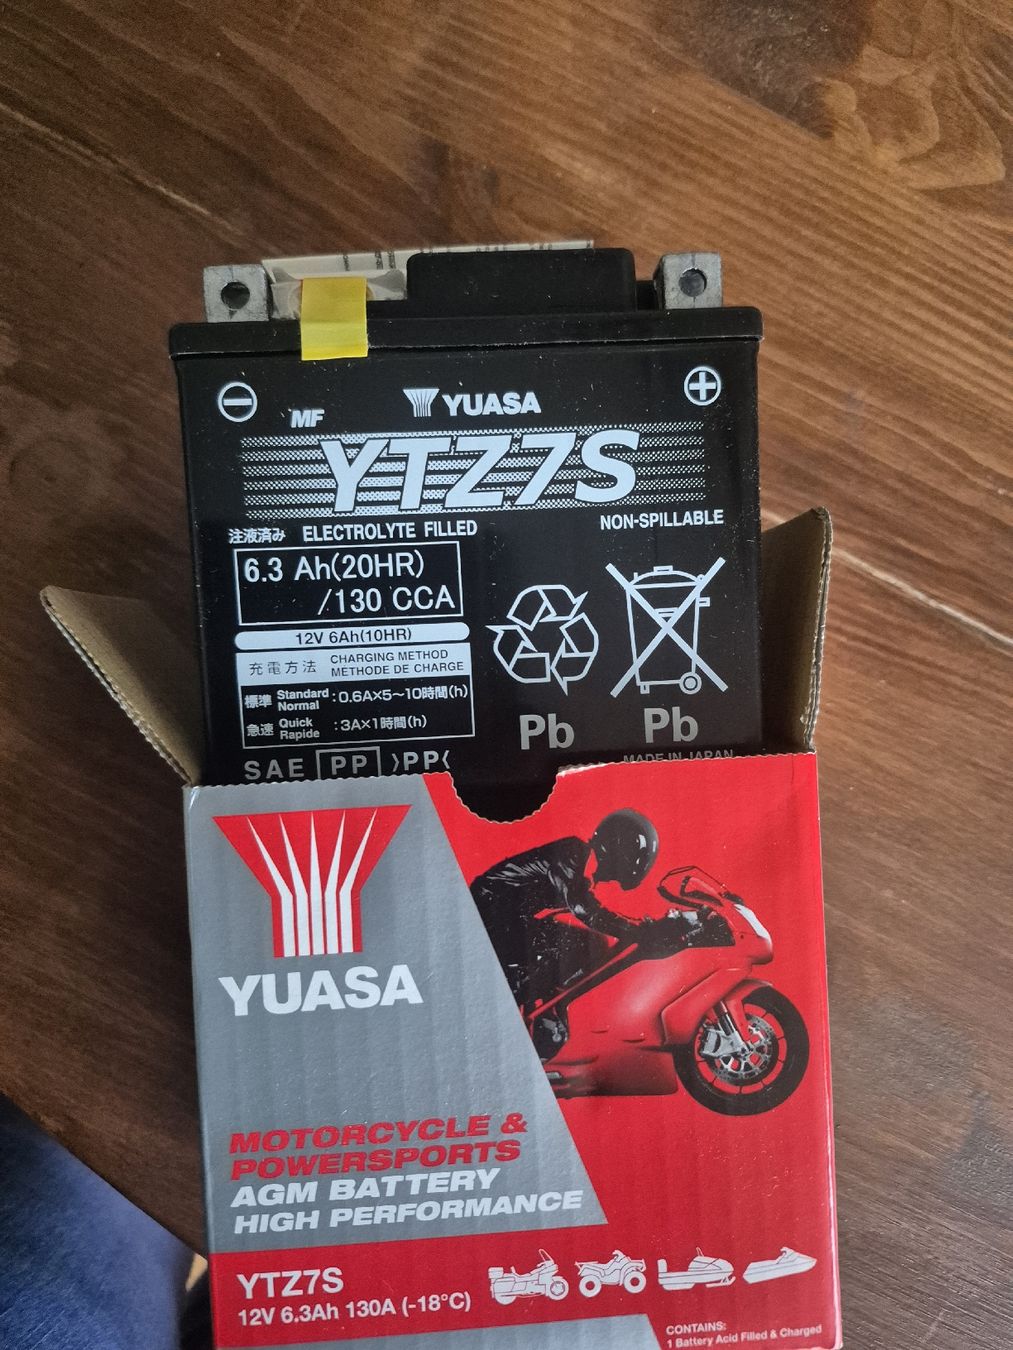 MF
YUASA
YTZ7S
注液済み ELECTROLYTE FILLED
NON-SPILLABLE
6.3 Ah(20HR)
/130 CCA
12V 6Ah(10HR)
充電方法 CHARGING METHOD
METHODE DE CHARGE
標準 Standard Normal : 0.6A×5~10時間(h)
急速 Quick Rapide : 3A×1時間(h)
Pb
Pb
SAE PP >PP<
MADE IN JAPAN
YUASA
MOTORCYCLE &
POWERSPORTS
AGM BATTERY
HIGH PERFORMANCE
YTZ7S
12V 6.3Ah 130A (-18°C)
CONTAINS:
1 Battery Acid Filled & Charged